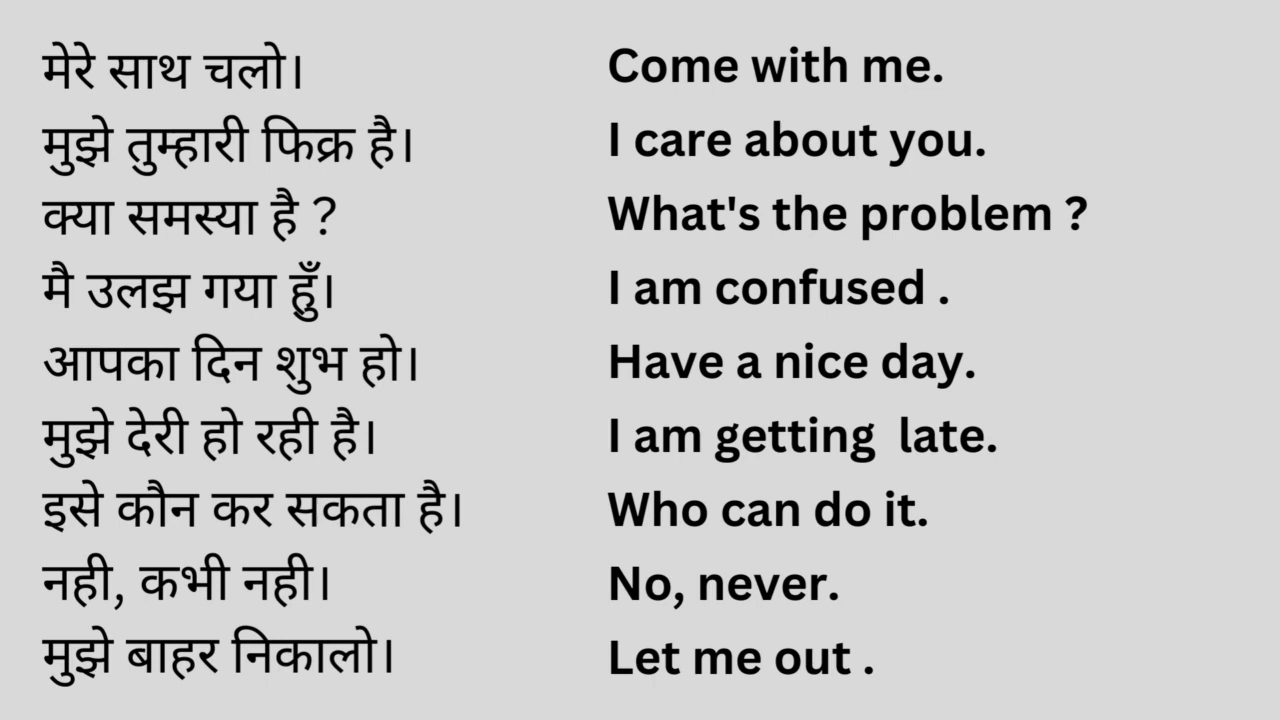 मेरे साथ चलो। Come with me.
मुझे तुम्हारी फिक्र है। I care about you.
क्या समस्या है ? What's the problem ?
मै उलझ गया हुँ। I am confused .
आपका दिन शुभ हो। Have a nice day.
मुझे देरी हो रही है। I am getting  late.
इसे कौन कर सकता है। Who can do it.
नही, कभी नही। No, never.
मुझे बाहर निकालो। Let me out .